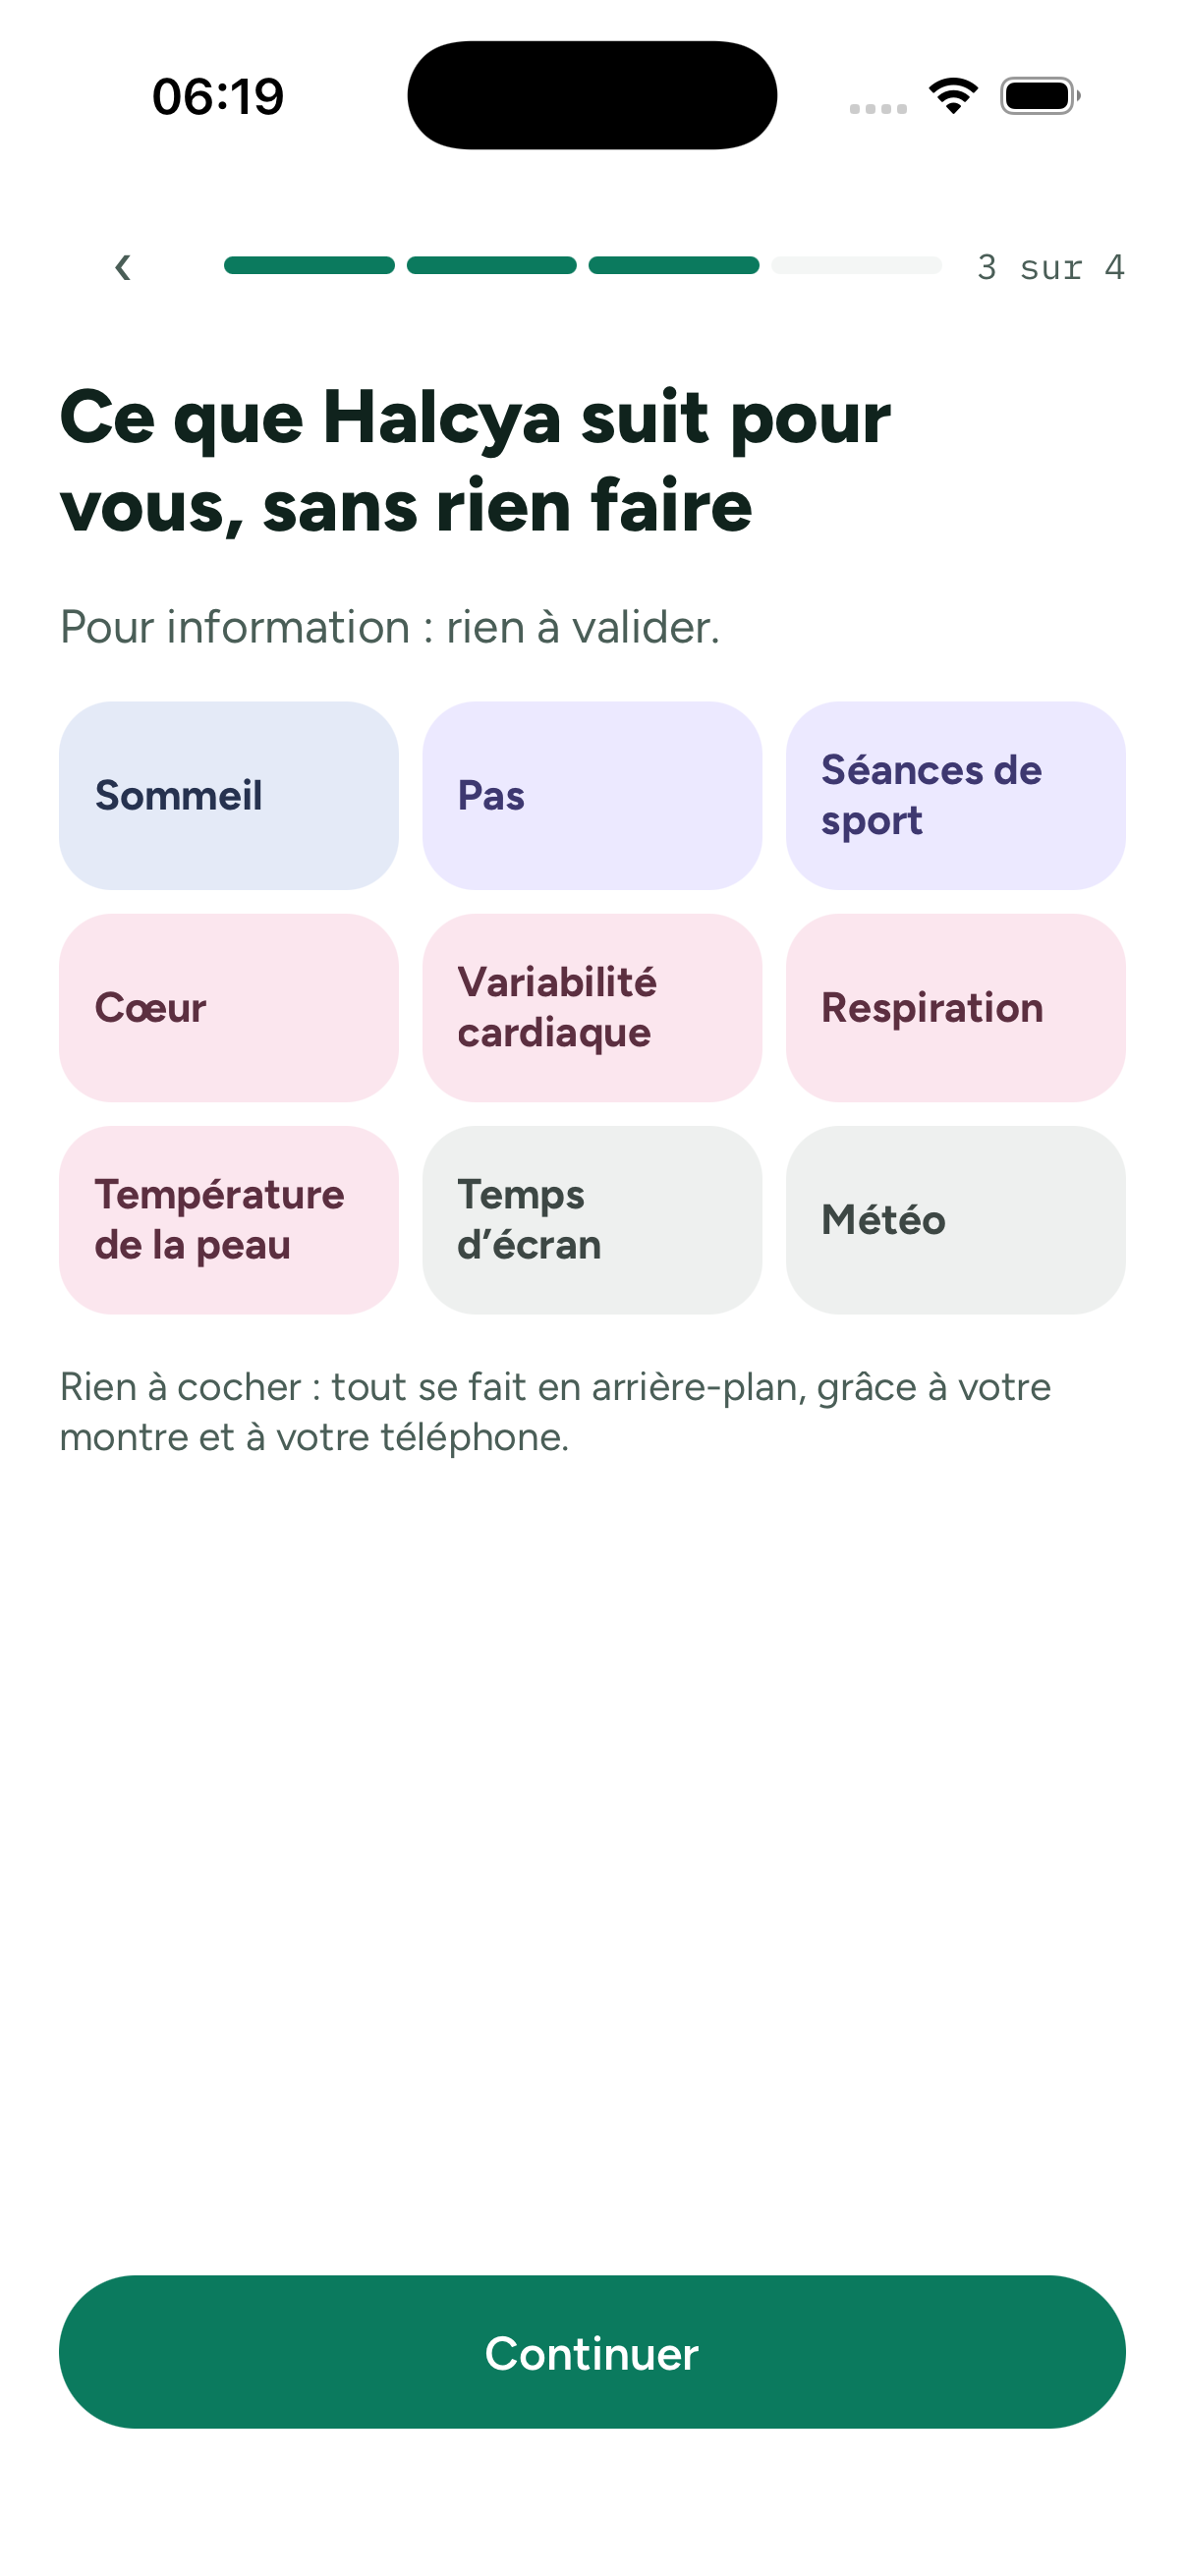 06:19
3 sur 4
Ce que Halcya suit pour
vous, sans rien faire
Pour information : rien à valider.
Sommeil
Pas
Séances de
sport
Cœur
Variabilité
cardiaque
Respiration
Température
de la peau
Temps
d’écran
Météo
Rien à cocher : tout se fait en arrière-plan, grâce à votre
montre et à votre téléphone.
Continuer